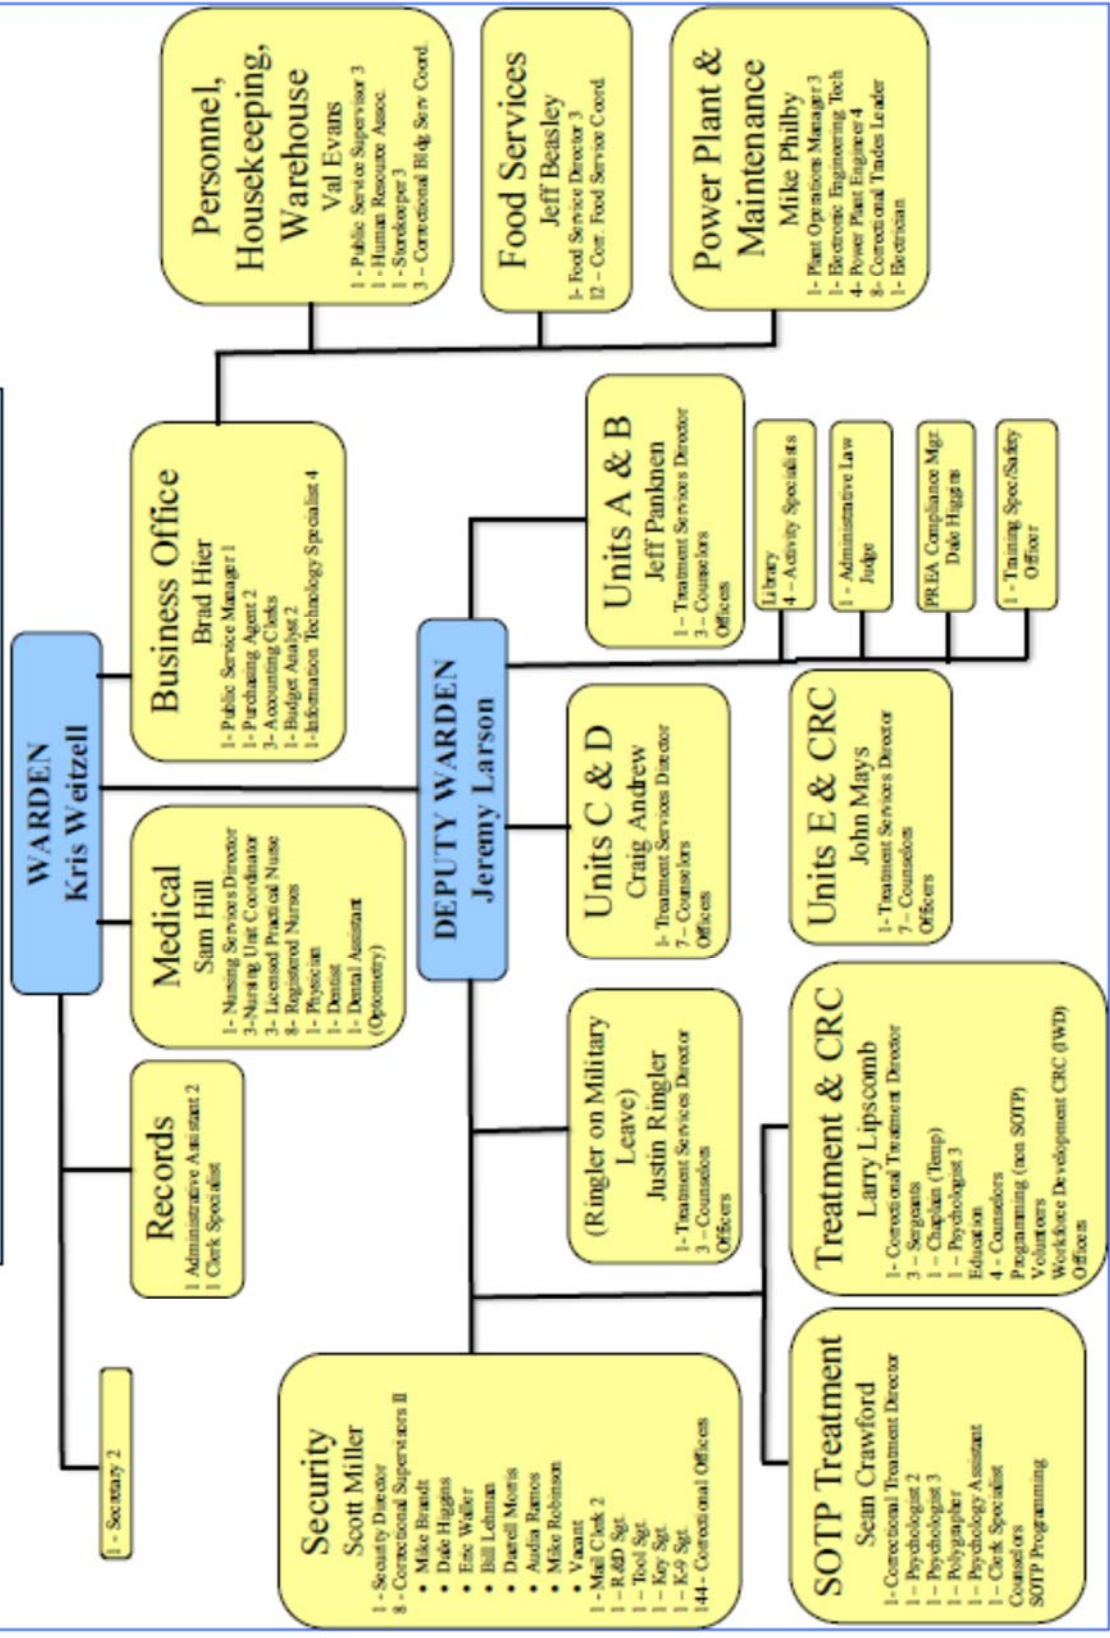 WARDEN
Kris Weitzell
1 - Secretary 2
Records
1 Administrative Assistant 2
1 Clerk Specialist
Medical
Sam Hill
1- Nursing Services Director
3-Nursing Unit Coordinator
3- Licensed Practical Nurse
8- Registered Nurses
1- Physician
1- Dentist
1- Dental Assistant
(Optometry)
Business Office
Brad Hier
1- Public Service Manager 1
1- Purchasing Agent 2
3- Accounting Clerks
1- Budget Analyst 2
1-Information Technology Specialist 4
Personnel,
Housekeeping,
Warehouse
Val Evans
1 - Public Service Supervisor 3
1 - Human Resource Assoc.
1 - Storekeeper 3
3 – Correctional Bldg Serv Coord.
Food Services
Jeff Beasley
1- Food Service Director 3
12 – Corr. Food Service Coord.
Power Plant &
Maintenance
Mike Philby
1- Plant Operations Manager 3
1- Electronic Engineering Tech
4- Power Plant Engineer 4
8- Correctional Trades Leader
1- Electrician
DEPUTY WARDEN
Jeremy Larson
Security
Scott Miller
1 - Security Director
8 - Correctional Supervisors II
• Mike Brandt
• Dale Higgins
• Eric Waller
• Bill Lehman
• Darrell Morris
• Audia Ramos
• Mike Robinson
• Vacant
1 - Mail Clerk 2
1 – R&D Sgt.
1 – Tool Sgt.
1 – Key Sgt.
1 – K-9 Sgt.
144 - Correctional Officers
(Ringler on Military
Leave)
Justin Ringler
1- Treatment Services Director
3 – Counselors
Officers
Units C & D
Craig Andrew
1- Treatment Services Director
7 – Counselors
Officers
Units A & B
Jeff Panknen
1 – Treatment Services Director
3 – Counselors
Officers
Library
4 – Activity Specialists
1 - Administrative Law
Judge
PREA Compliance Mgr.
Dale Higgins
1 - Training Spec/Safety
Officer
SOTP Treatment
Sean Crawford
1- Correctional Treatment Director
1 – Psychologist 2
1 – Psychologist 3
1 – Polygrapher
1 – Psychology Assistant
1 – Clerk Specialist
Counselors
SOTP Programming
Treatment & CRC
Larry Lipscomb
1- Correctional Treatment Director
3 – Sergeants
1 – Chaplain (Temp)
1 – Psychologist 3
Education
4 - Counselors
Programming (non SOTP)
Volunteers
Workforce Development CRC (IWD)
Officers
Units E & CRC
John Mays
1- Treatment Services Director
7 – Counselors
Officers